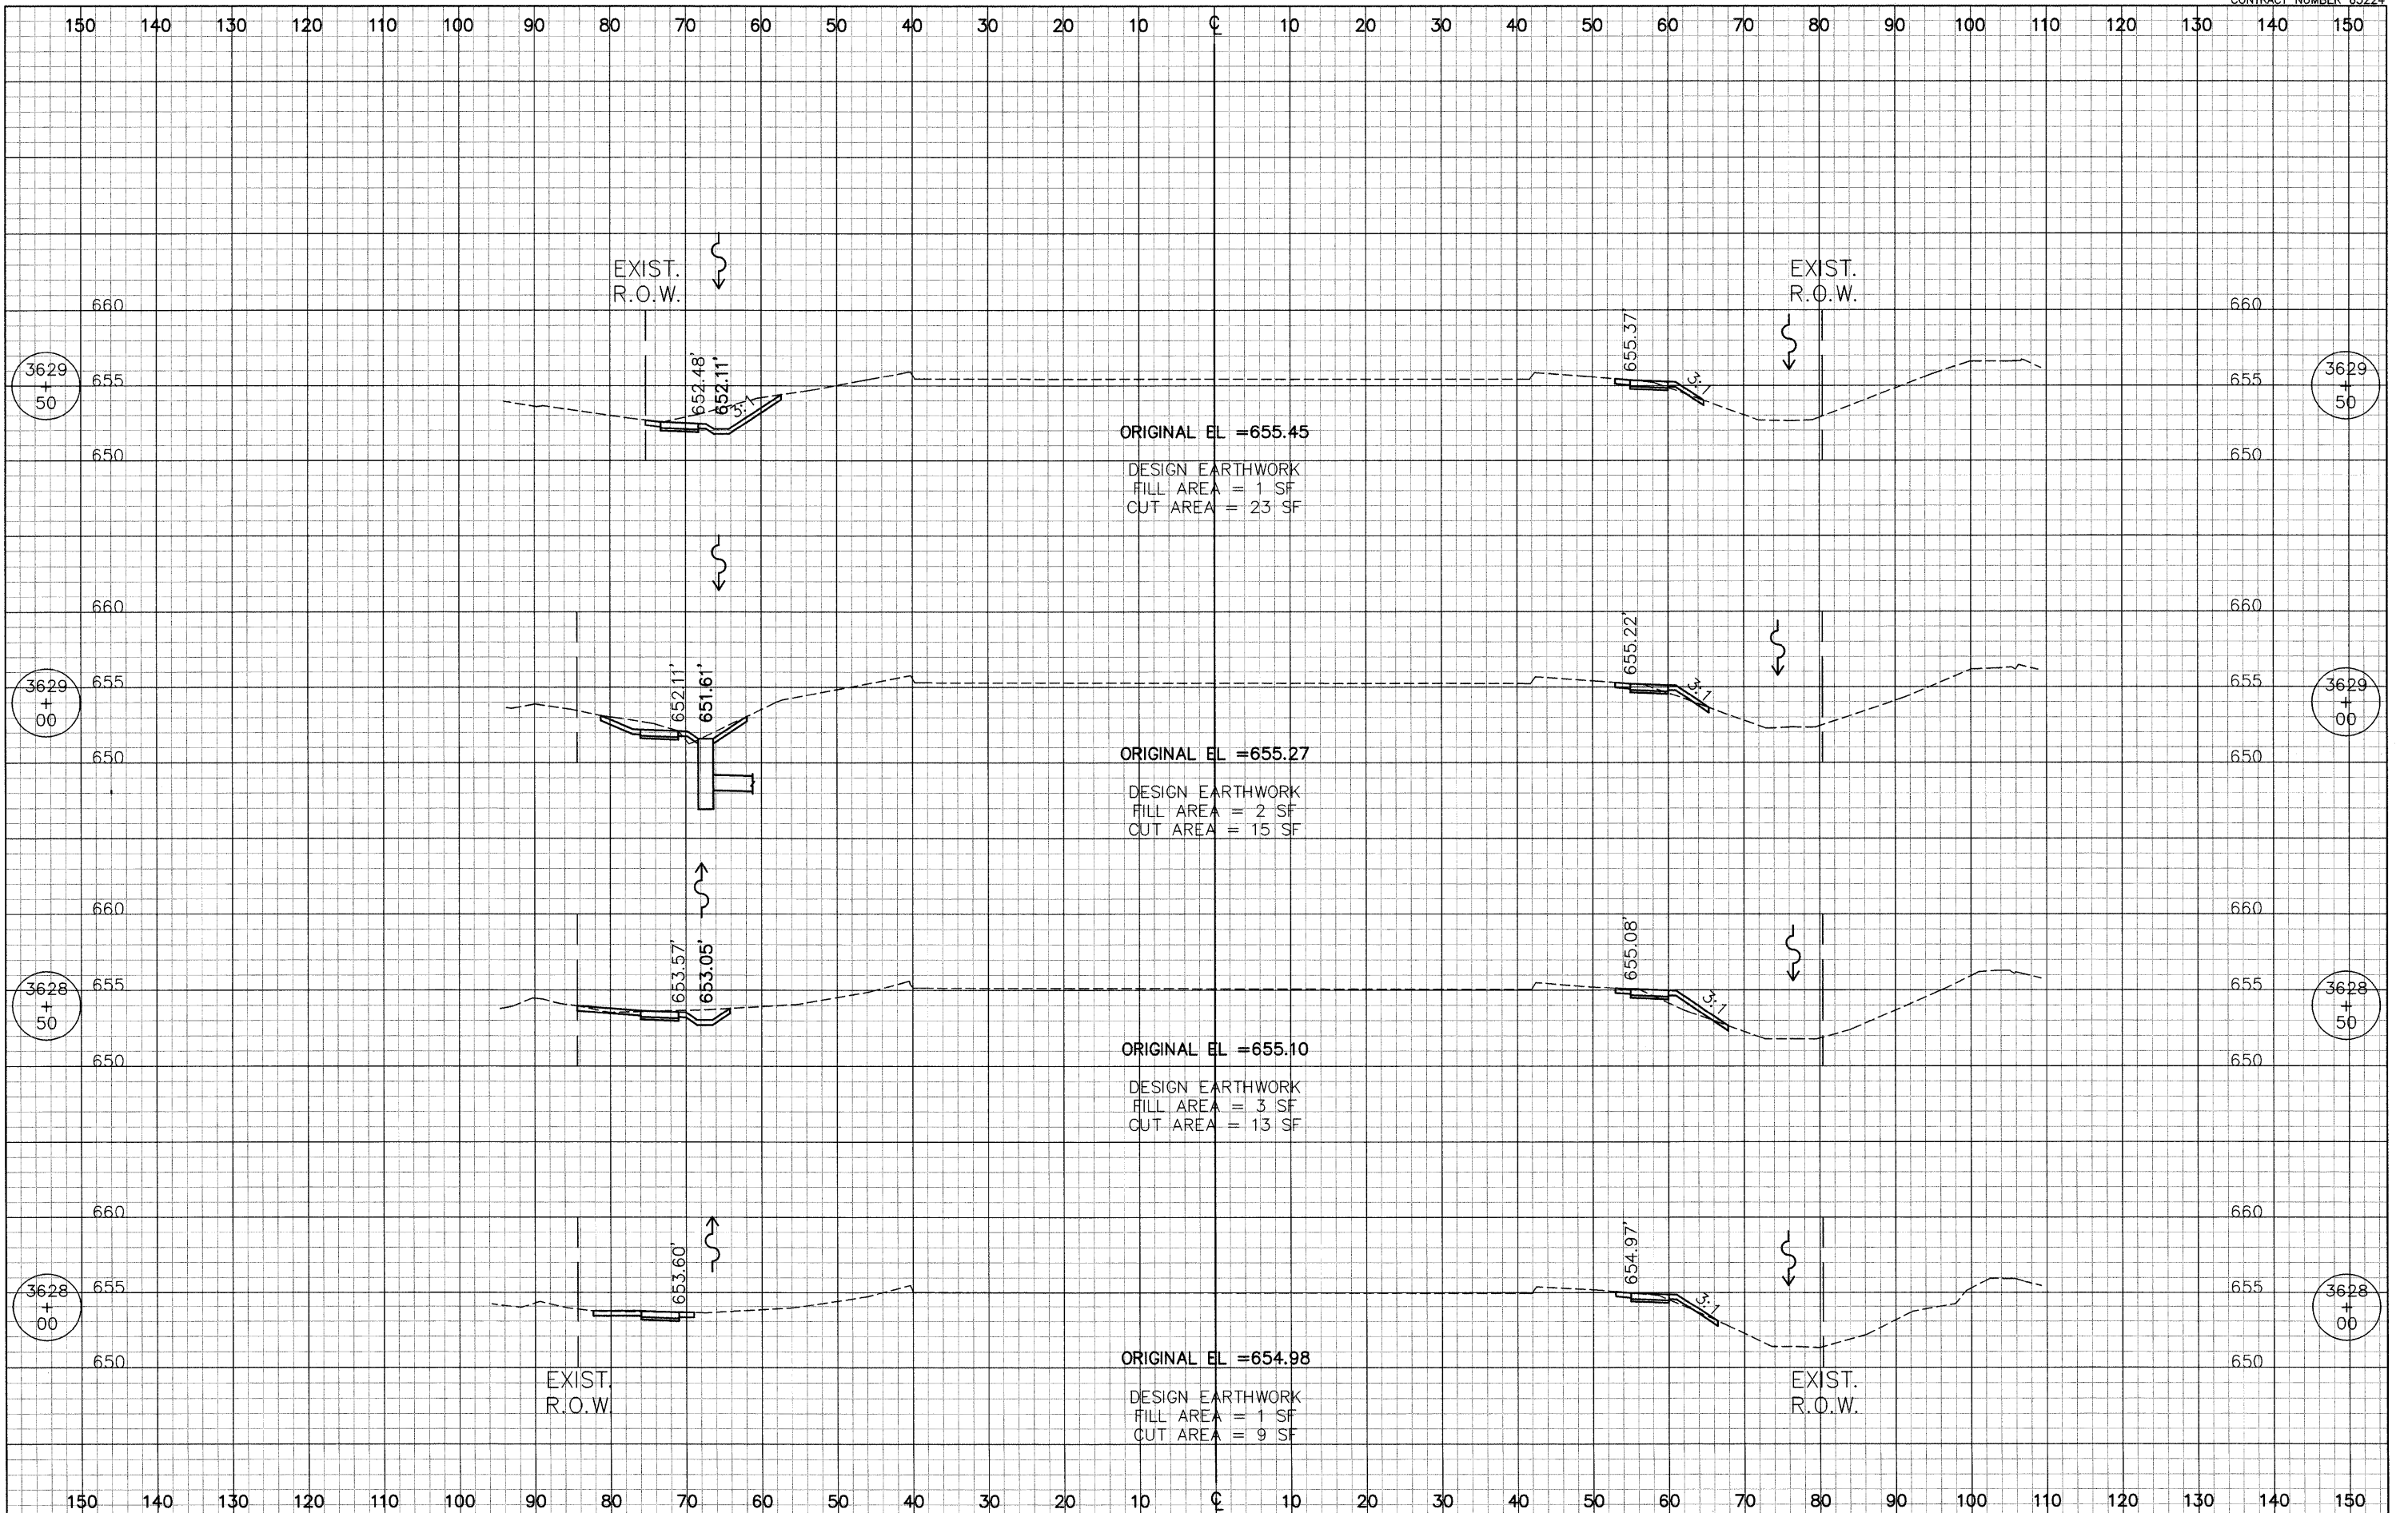 CONTRACT NUMBER 63224
150 140 130 120 110 100 90 80 70 60 50 40 30 20 10 ℄ 10 20 30 40 50 60 70 80 90 100 110 120 130 140 150
EXIST.
R.O.W.
EXIST.
R.O.W.
660
660
3629
+
50
655
650
652.48'
652.11'
3:1
655.37'
3:1
655
650
3629
+
50
ORIGINAL EL =655.45
DESIGN EARTHWORK
FILL AREA = 1 SF
CUT AREA = 23 SF
660
660
3629
+
00
655
650
652.11'
651.61'
655.22'
3:1
655
650
3629
+
00
ORIGINAL EL =655.27
DESIGN EARTHWORK
FILL AREA = 2 SF
CUT AREA = 15 SF
660
660
3628
+
50
655
650
653.57'
653.05'
655.08'
3:1
655
650
3628
+
50
ORIGINAL EL =655.10
DESIGN EARTHWORK
FILL AREA = 3 SF
CUT AREA = 13 SF
660
660
3628
+
00
655
650
653.60'
654.97'
3:1
655
650
3628
+
00
ORIGINAL EL =654.98
EXIST.
R.O.W.
EXIST.
R.O.W.
DESIGN EARTHWORK
FILL AREA = 1 SF
CUT AREA = 9 SF
150 140 130 120 110 100 90 80 70 60 50 40 30 20 10 ℄ 10 20 30 40 50 60 70 80 90 100 110 120 130 140 150